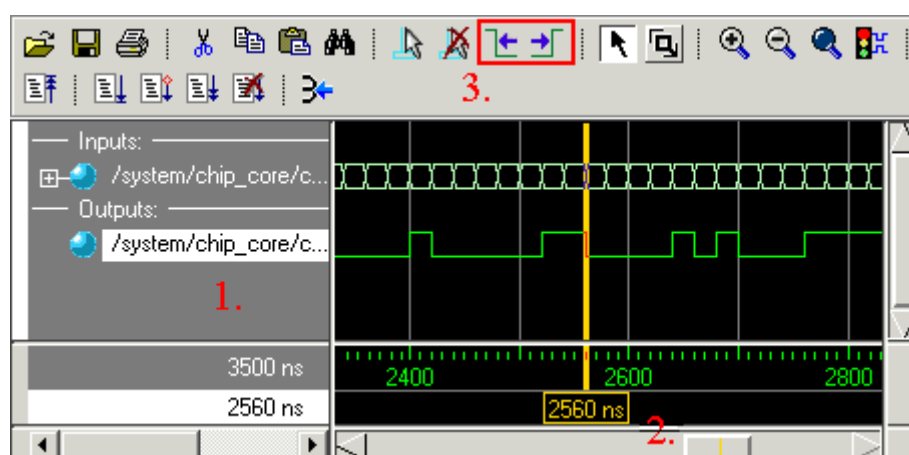 3.
Inputs:
/system/chip_core/c...
Outputs:
/system/chip_core/c...
1.
3500 ns
2400 2600 2800
2560 ns
2560 ns
2.